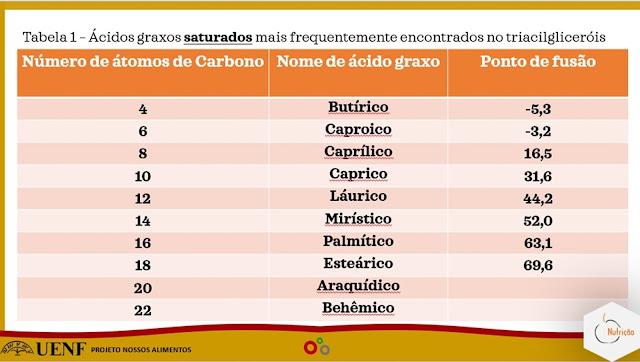 Tabela 1 – Ácidos graxos saturados mais frequentemente encontrados no triacilgliceróis
Número de átomos de Carbono Nome de ácido graxo Ponto de fusão
4 Butírico -5,3
6 Caproico -3,2
8 Caprílico 16,5
10 Caprico 31,6
12 Láurico 44,2
14 Mirístico 52,0
16 Palmítico 63,1
18 Esteárico 69,6
20 Araquídico
22 Behêmico
Nutrição
UENF PROJETO NOSSOS ALIMENTOS